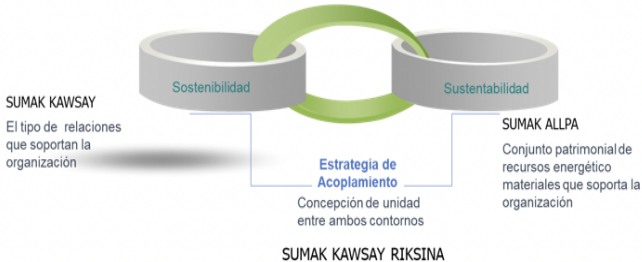 Sostenibilidad
Sustentabilidad
SUMAK KAWSAY
El tipo de relaciones
que soportan la
organización
SUMAK ALLPA
Conjunto patrimonial de
recursos energético
materiales que soporta la
organización
Estrategia de
Acoplamiento
Concepción de unidad
entre ambos contornos
SUMAK KAWSAY RIKSINA